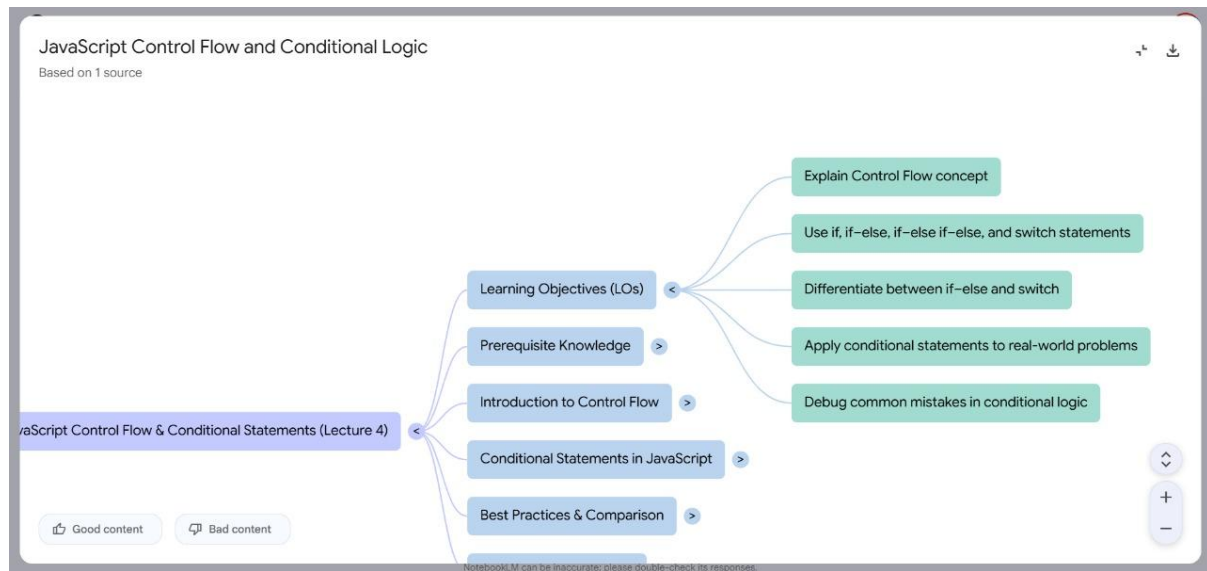 JavaScript Control Flow and Conditional Logic
Based on 1 source
Explain Control Flow concept
Use if, if–else, if–else if–else, and switch statements
Learning Objectives (LOs)
<
Differentiate between if–else and switch
Prerequisite Knowledge
>
Apply conditional statements to real-world problems
Introduction to Control Flow
>
Debug common mistakes in conditional logic
vaScript Control Flow & Conditional Statements (Lecture 4)
<
Conditional Statements in JavaScript
>
Best Practices & Comparison
>
+
−
Good content
Bad content
NotebookLM can be inaccurate; please double-check its responses.